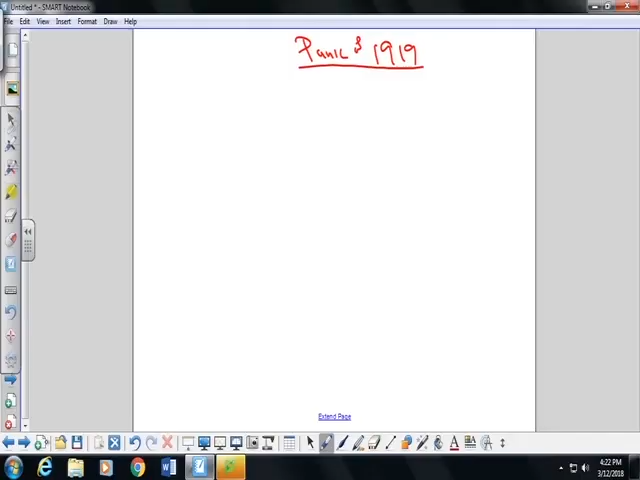 Untitled * - SMART Notebook
File Edit View Insert Format Draw Help
Panic of 1919
Extend Page
4:22 PM
3/12/2018